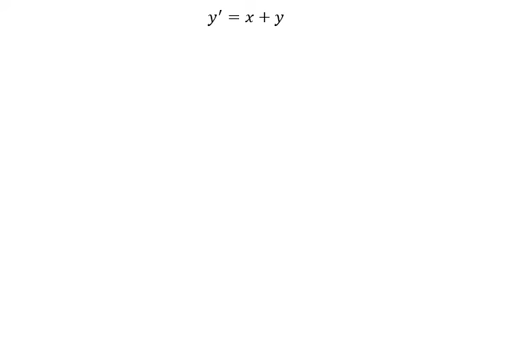 y′ = x + y